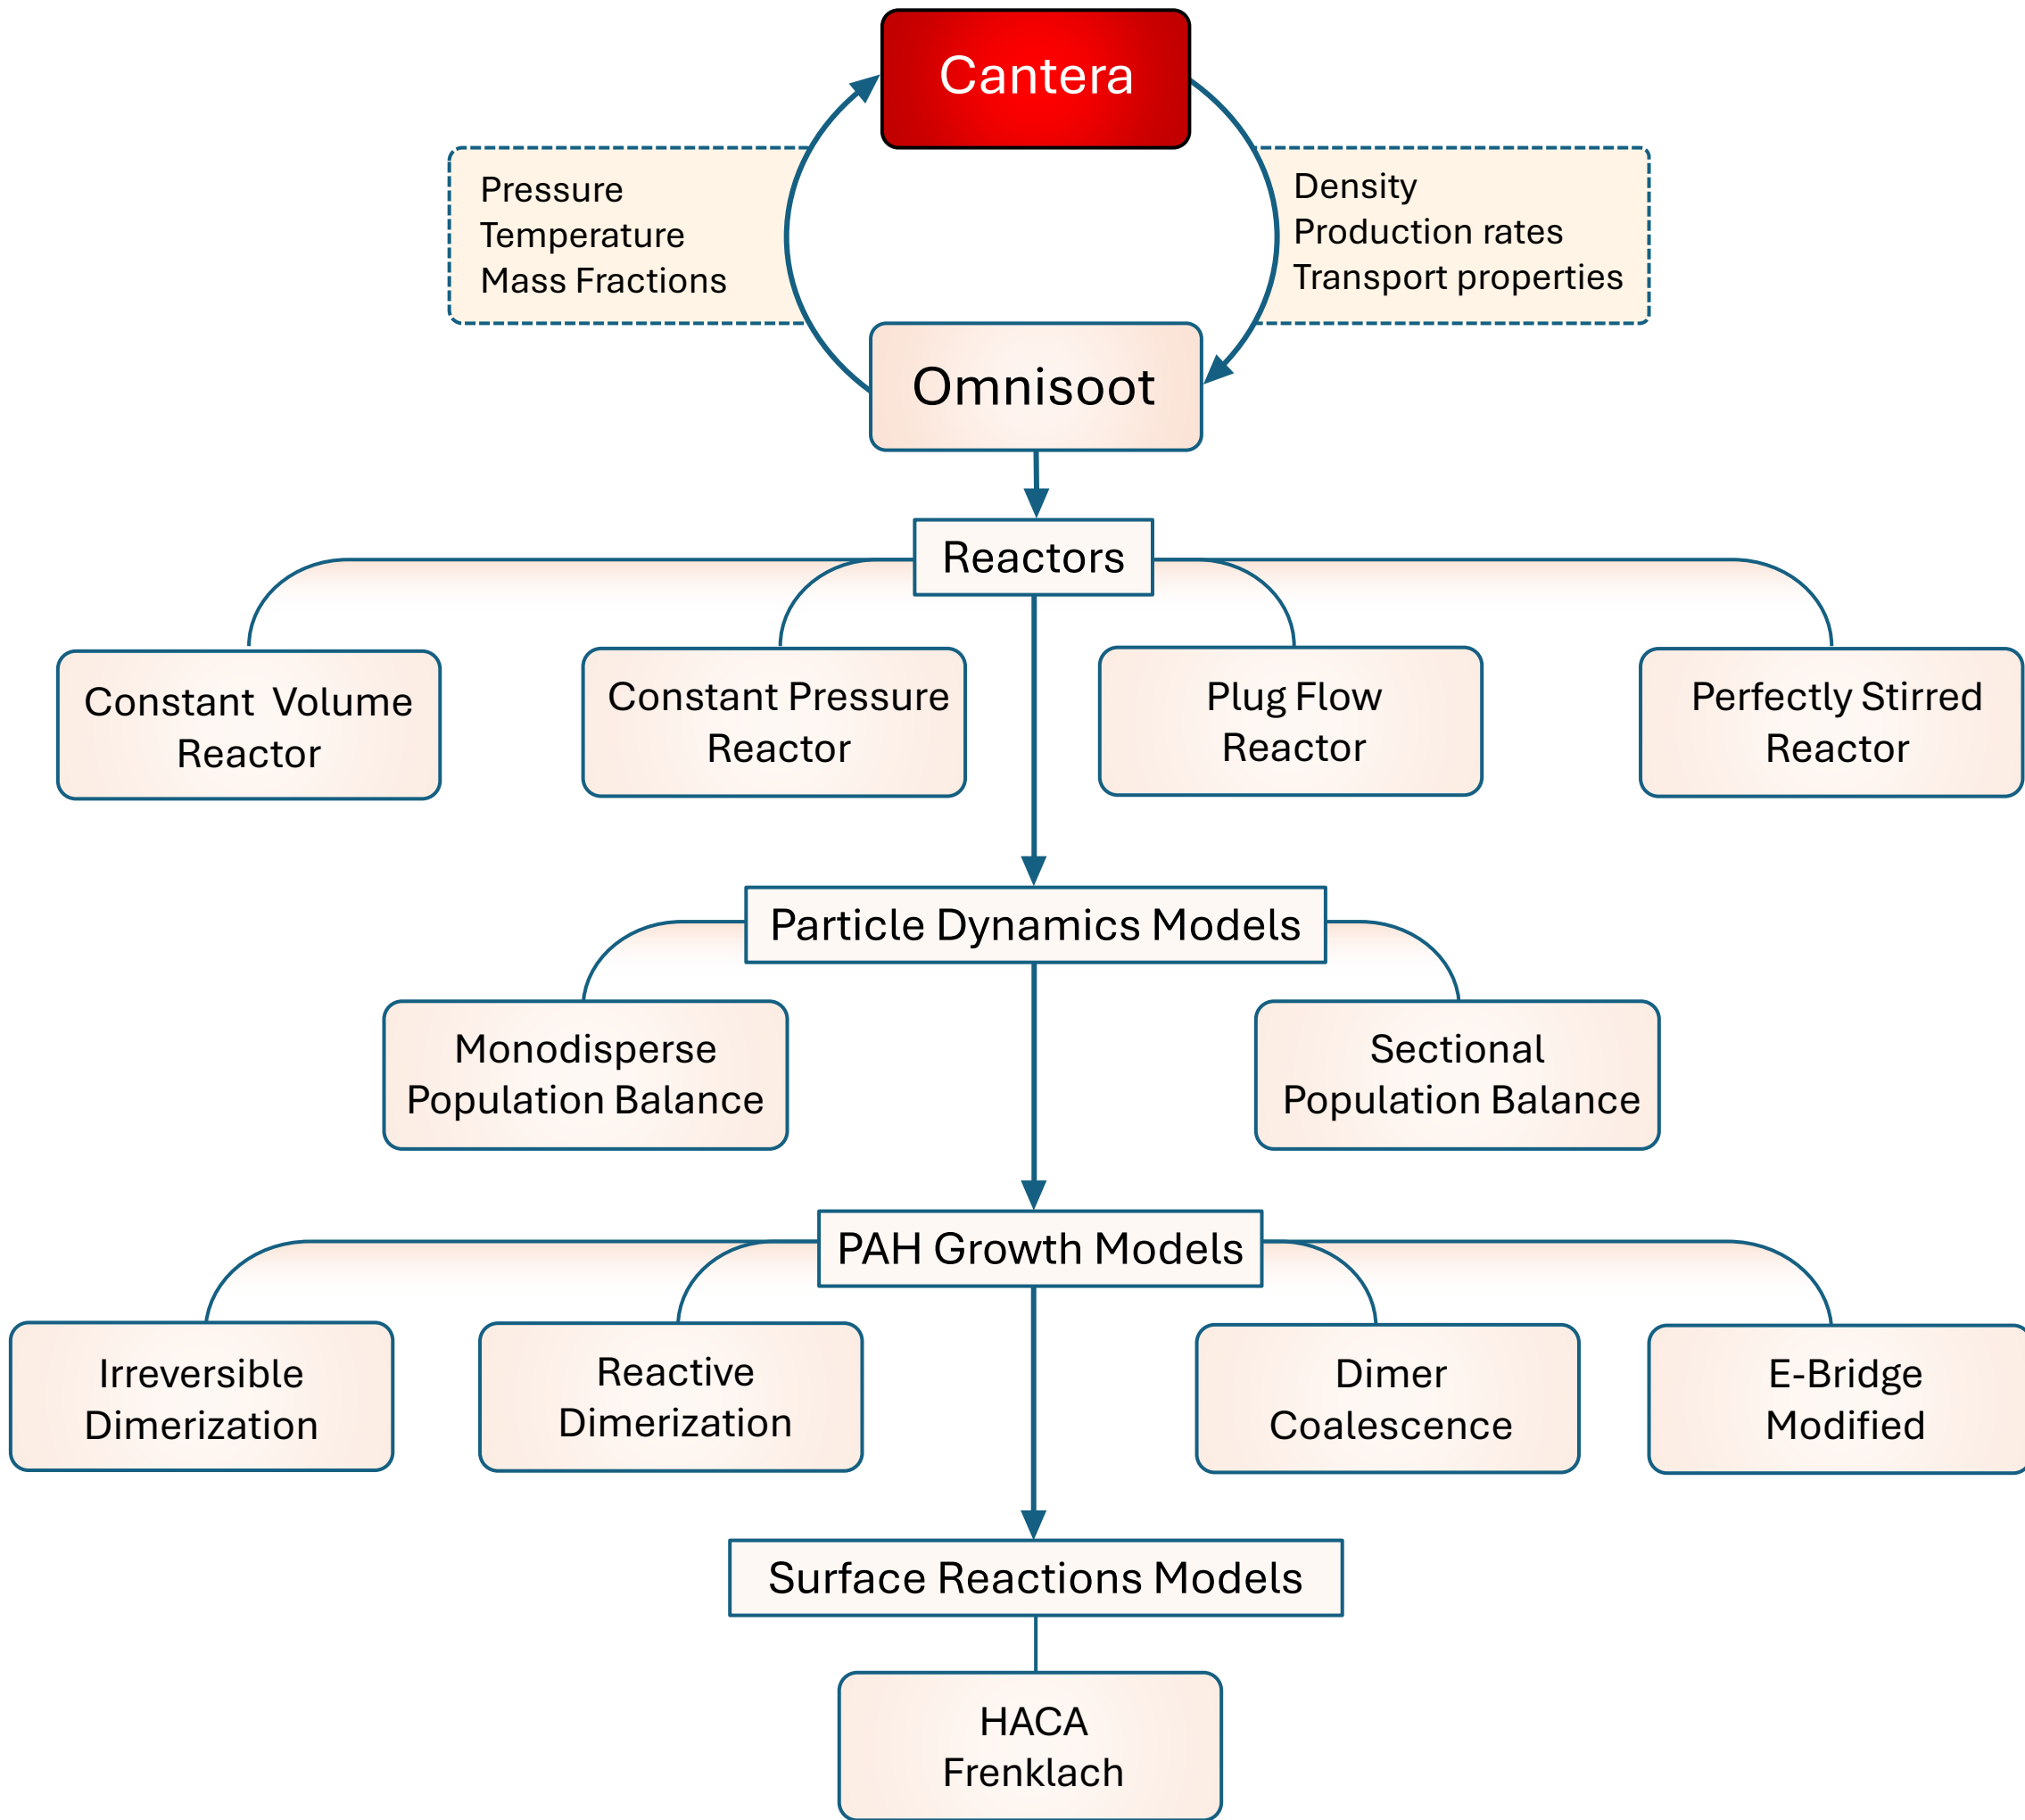 Cantera
Pressure
Temperature
Mass Fractions
Density
Production rates
Transport properties
Omnisoot
Reactors
Constant  Volume
Reactor
Constant Pressure
Reactor
Plug Flow
Reactor
Perfectly Stirred
Reactor
Particle Dynamics Models
Monodisperse
Population Balance
Sectional
Population Balance
PAH Growth Models
Irreversible
Dimerization
Reactive
Dimerization
Dimer
Coalescence
E-Bridge
Modified
Surface Reactions Models
HACA
Frenklach